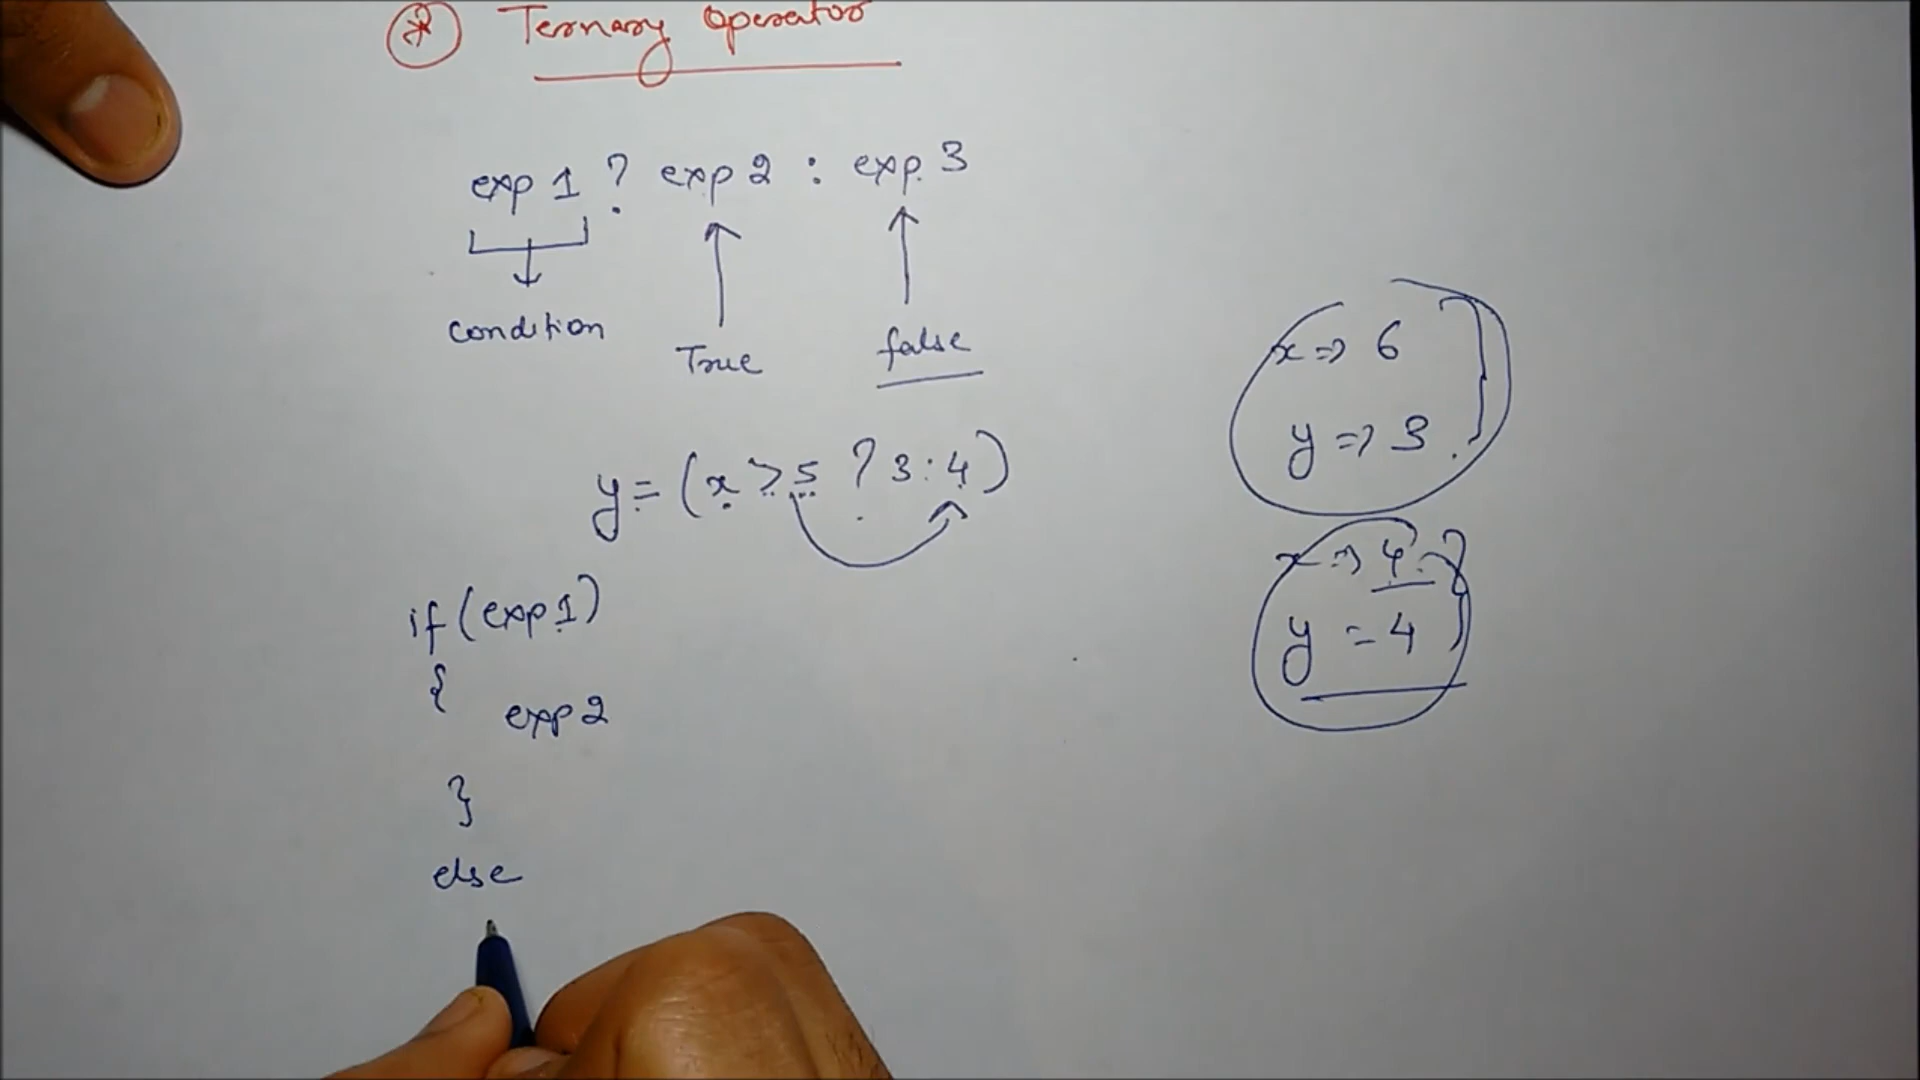 * Ternary Operator
exp 1 ? exp 2 : exp 3
condition
True
false
y = (x > 5 ? 3 : 4)
if (exp 1)
{
exp 2
}
else
x => 6
y => 3
x => 4
y = 4